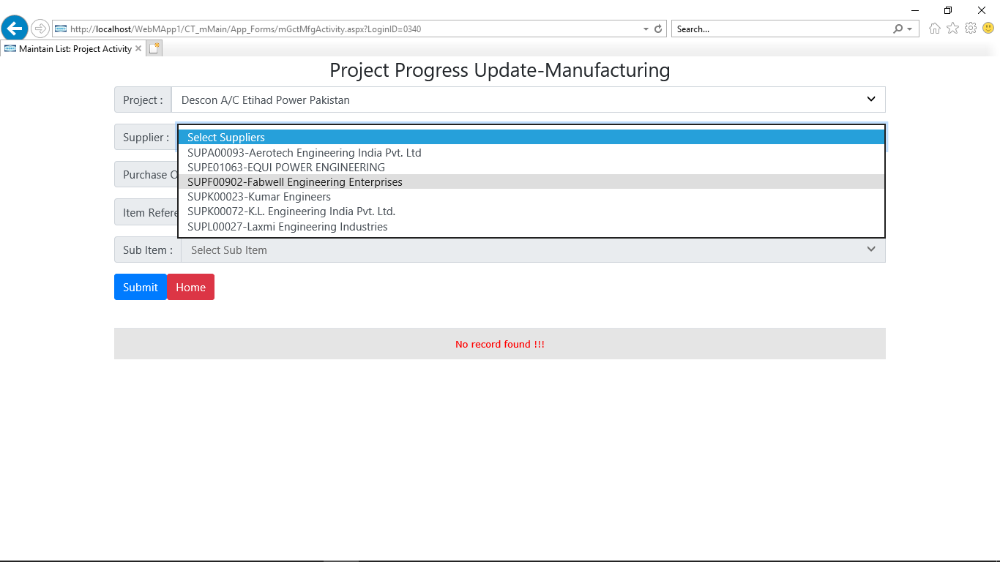 http://localhost/WebMApp1/CT_mMain/App_Forms/mGctMfgActivity.aspx?LoginID=0340
Search...
Maintain List: Project Activity
Project Progress Update-Manufacturing
Project : Descon A/C Etihad Power Pakistan
Supplier :
Select Suppliers
SUPA00093-Aerotech Engineering India Pvt. Ltd
SUPE01063-EQUI POWER ENGINEERING
Purchase O
SUPF00902-Fabwell Engineering Enterprises
SUPK00023-Kumar Engineers
Item Refere
SUPK00072-K.L. Engineering India Pvt. Ltd.
SUPL00027-Laxmi Engineering Industries
Sub Item : Select Sub Item
Submit Home
No record found !!!